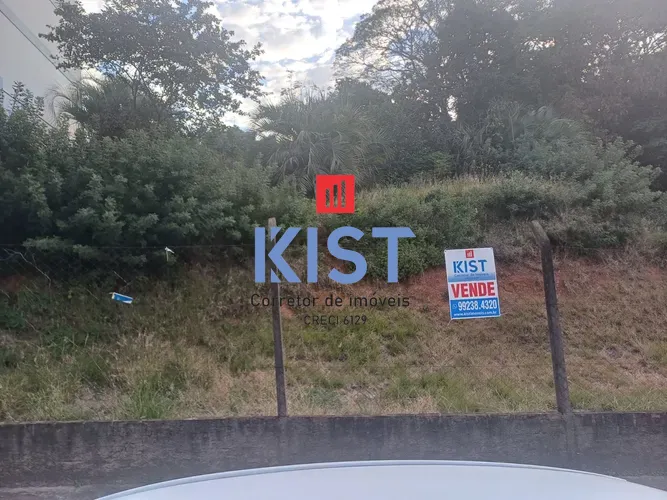 KIST
Corretor de imóveis
CRECI 6129
KIST
VENDE
99238.4320